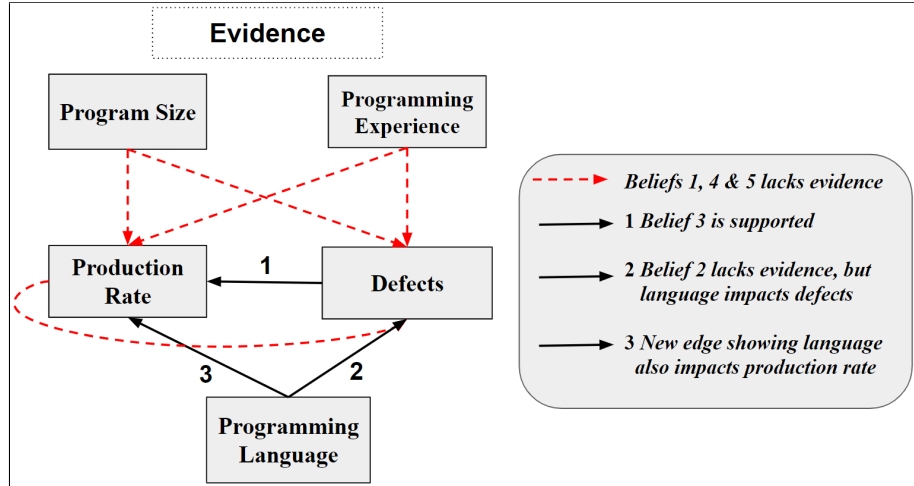 Evidence
Program Size
Programming
Experience
Production
Rate
1
Defects
3
2
Programming
Language
Beliefs 1, 4 & 5 lacks evidence
1 Belief 3 is supported
2 Belief 2 lacks evidence, but
language impacts defects
3 New edge showing language
also impacts production rate